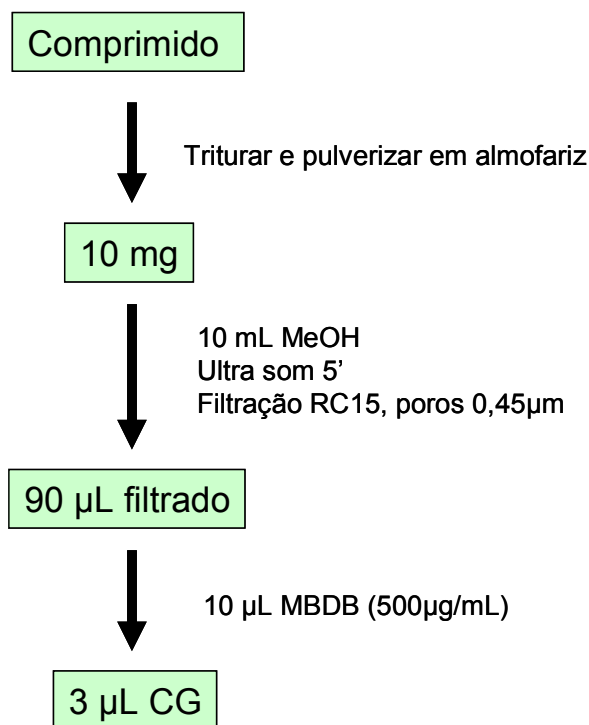 Comprimido
Triturar e pulverizar em almofariz
10 mg
10 mL MeOH
Ultra som 5’
Filtração RC15, poros 0,45µm
90 µL filtrado
10 µL MBDB (500µg/mL)
3 µL CG